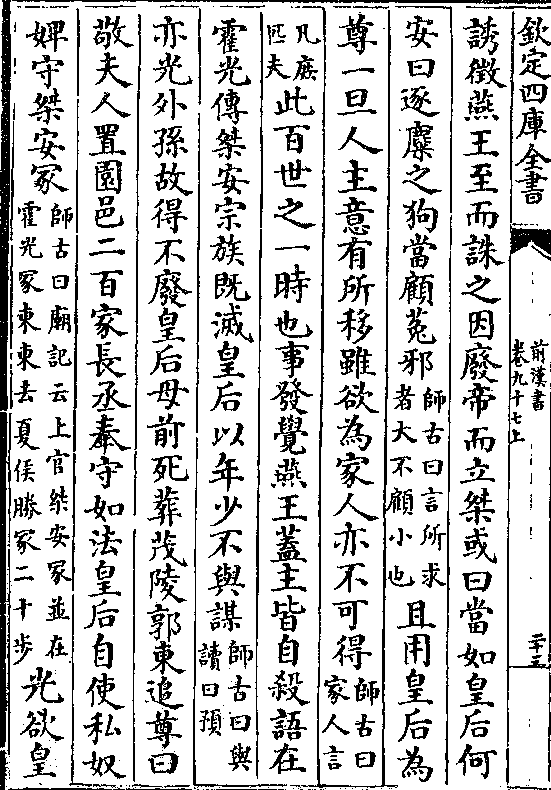 欽定四庫全書
前漢書
卷九十七上
二十五
誘徵燕王至而誅之因廢帝而立桀或曰當如皇后何
安曰逐麋之狗當顧菟邪師古曰言所求者大不顧小也且用皇后為
尊一旦人主意有所移雖欲為家人亦不可得師古曰家人言
凡庶匹夫此百世之一時也事發覺燕王蓋主皆自殺語在
霍光傳桀安宗族既滅皇后以年少不與謀師古曰與讀曰預
亦光外孫故得不廢皇后母前死葬茂陵郭東追尊曰
敬夫人置園邑二百家長丞奉守如法皇后自使私奴
婢守桀安冢師古曰廟記云上官桀安冢並在霍光冢東東去夏侯勝冢二十步光欲皇